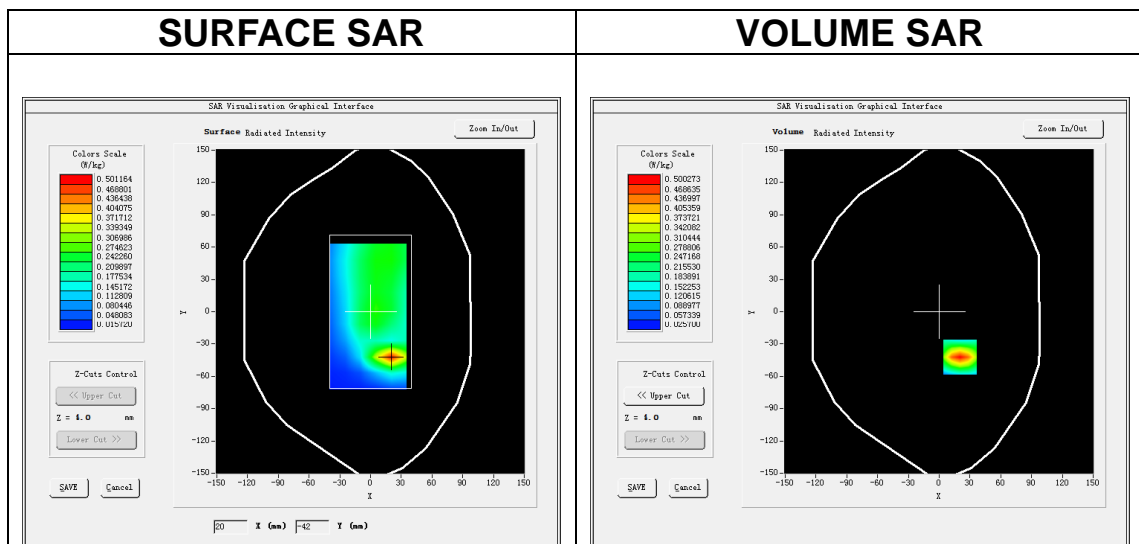 SURFACE SAR
VOLUME SAR
SAR Visualisation Graphical Interface
Surface Radiated Intensity
Zoom In/Out
Colors Scale
(W/kg)
0.501164
0.468801
0.436438
0.404075
0.371712
0.339349
0.306986
0.274623
0.242260
0.209897
0.177534
0.145172
0.112809
0.080446
0.048083
0.015720
150
120
90
60
30
0
-30
-60
-90
-120
-150
Y
-150 -120 -90 -60 -30 0 30 60 90 120 150
X
Z-Cuts Control
<< Upper Cut
Z = 4.0 mm
Lower Cut >>
SAVE Cancel
20 X (mm) -42 Y (mm)
SAR Visualisation Graphical Interface
Volume Radiated Intensity
Zoom In/Out
Colors Scale
(W/kg)
0.500273
0.468635
0.436997
0.405359
0.373721
0.342082
0.310444
0.278806
0.247168
0.215530
0.183891
0.152253
0.120615
0.088977
0.057339
0.025700
150
120
90
60
30
0
-30
-60
-90
-120
-150
Y
-150 -120 -90 -60 -30 0 30 60 90 120 150
X
Z-Cuts Control
<< Upper Cut
Z = 4.0 mm
Lower Cut >>
SAVE Cancel